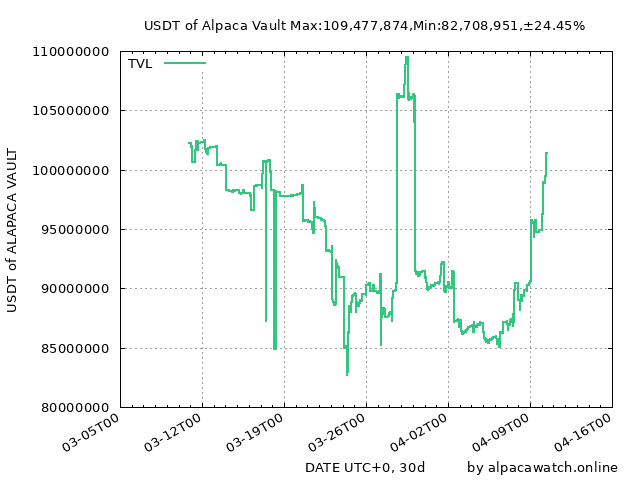 USDT of Alpaca Vault Max:109,477,874,Min:82,708,951,±24.45%
TVL
110000000
105000000
100000000
95000000
90000000
85000000
80000000
USDT of ALAPACA VAULT
03-05T00
03-12T00
03-19T00
03-26T00
04-02T00
04-09T00
04-16T00
DATE UTC+0, 30d
by alpacawatch.online